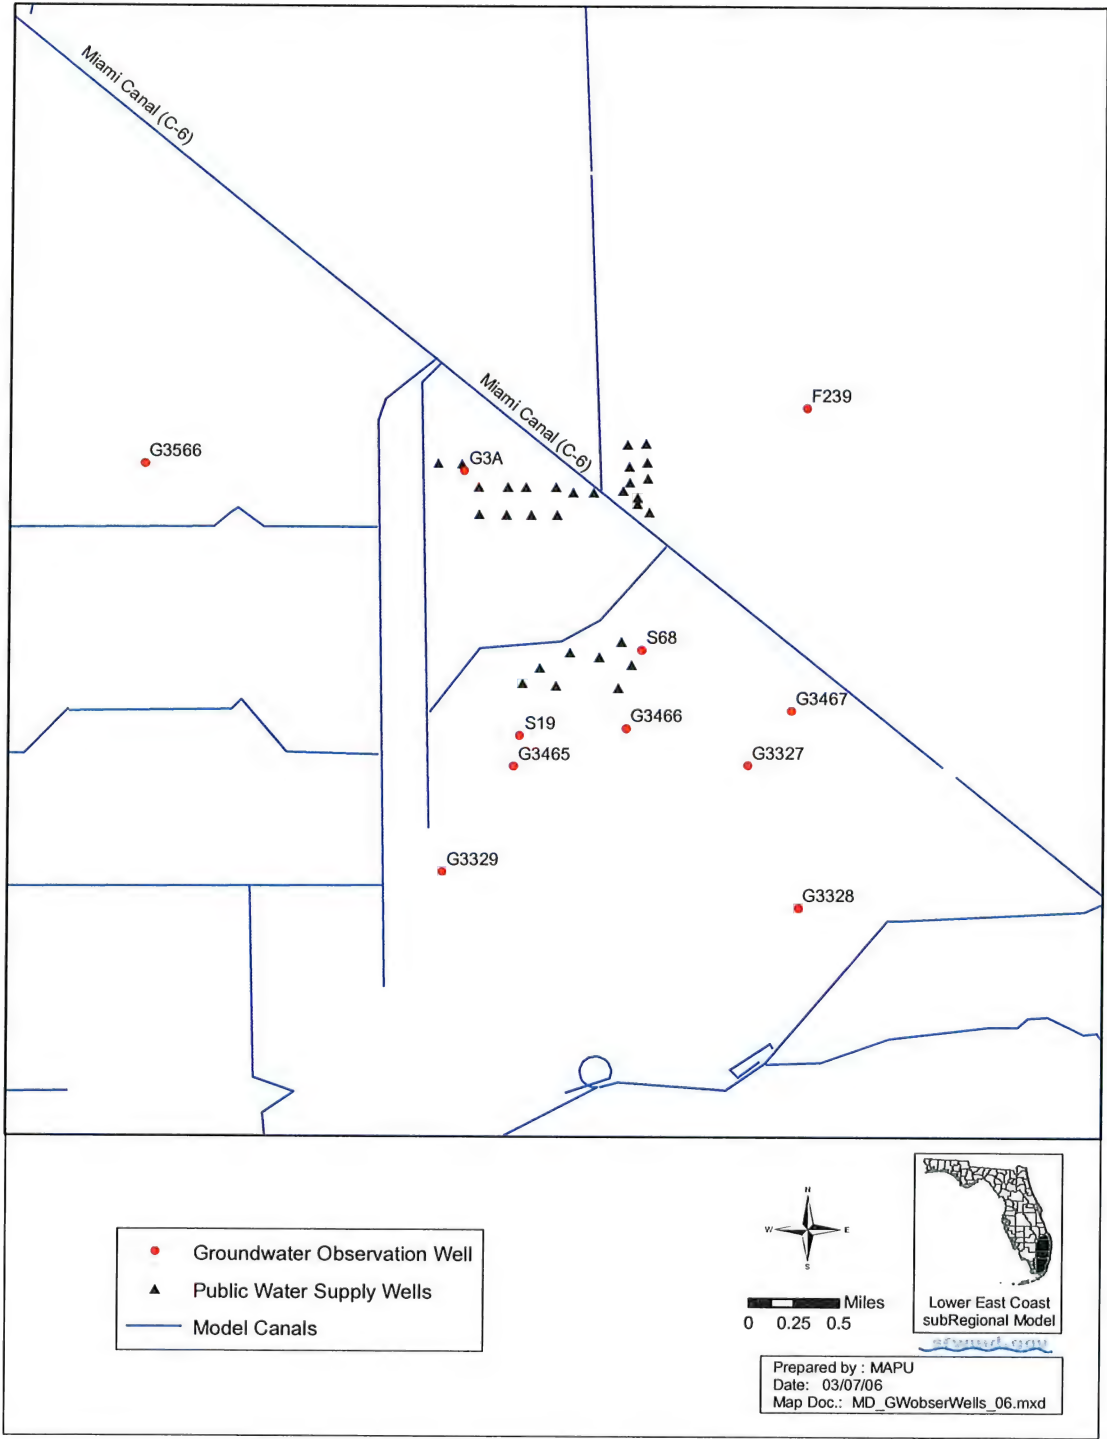 Miami Canal (C-6)
F239
Miami Canal (C-6)
G3566
G3A
S68
G3467
G3466
S19
G3465
G3327
G3329
G3328
Groundwater Observation Well
Public Water Supply Wells
Model Canals
N
W E
S
Miles
0 0.25 0.5
Lower East Coast
subRegional Model
sfwmd.gov
Prepared by : MAPU
Date: 03/07/06
Map Doc.: MD_GWobserWells_06.mxd